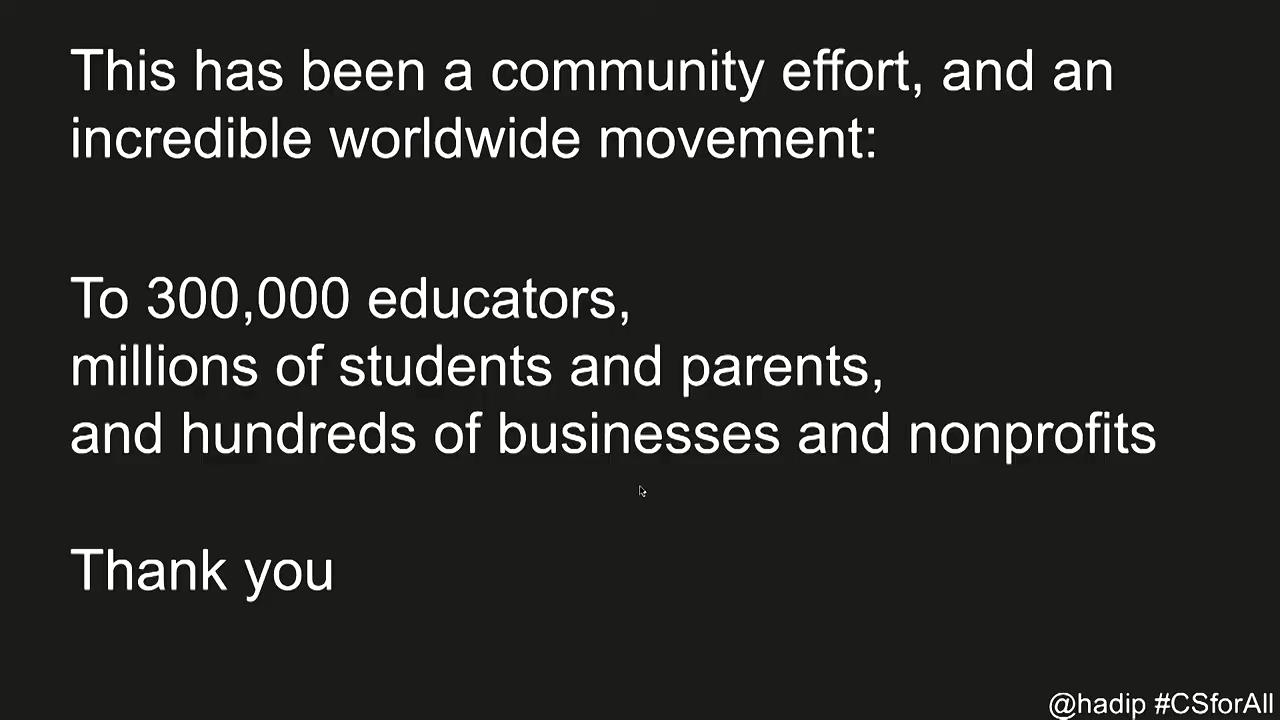 This has been a community effort, and an
incredible worldwide movement:
To 300,000 educators,
millions of students and parents,
and hundreds of businesses and nonprofits
Thank you
@hadip #CSforAll